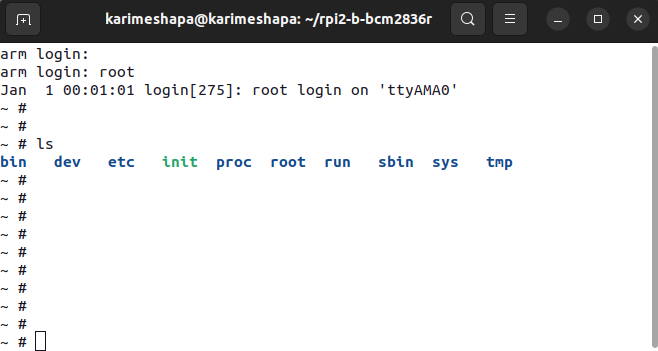 karimeshapa@karimeshapa: ~/rpi2-b-bcm2836r
arm login:
arm login: root
Jan  1 00:01:01 login[275]: root login on 'ttyAMA0'
~ #
~ #
~ # ls
bin   dev   etc   init  proc  root  run   sbin  sys   tmp
~ #
~ #
~ #
~ #
~ #
~ #
~ #
~ #
~ #
~ #